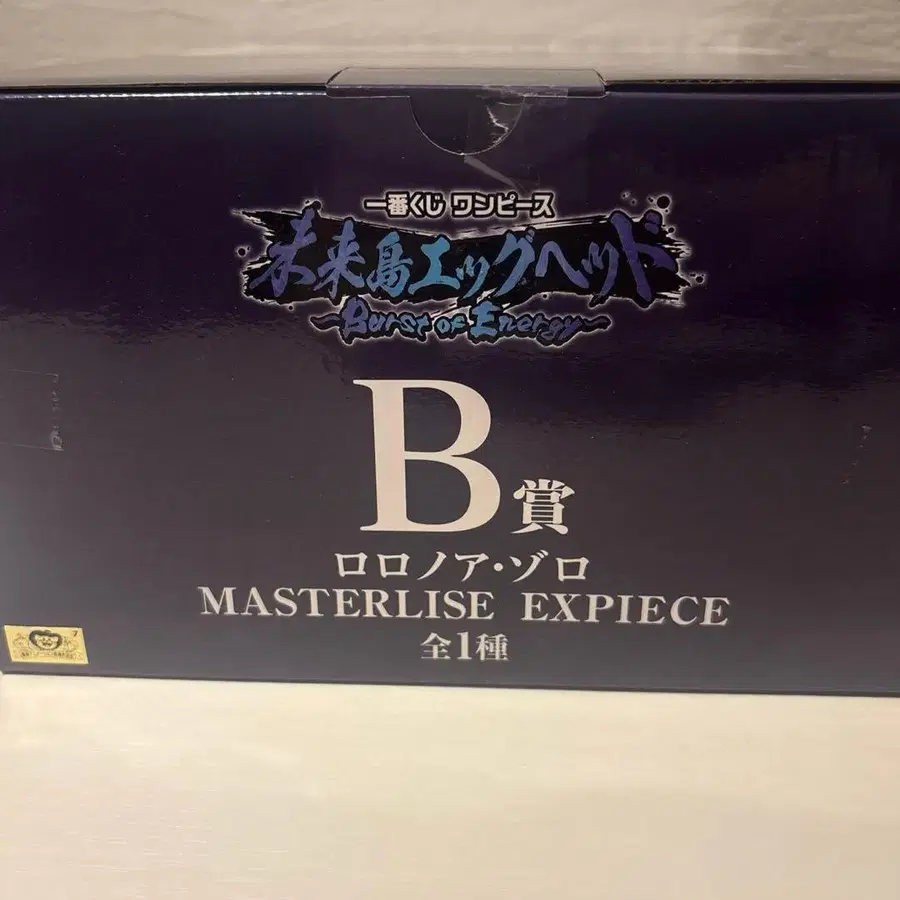 一番くじ ワンピース
未来島エッグヘッド
~Burst of Energy~
B賞
ロロノア・ゾロ
MASTERLISE EXPIECE
全1種